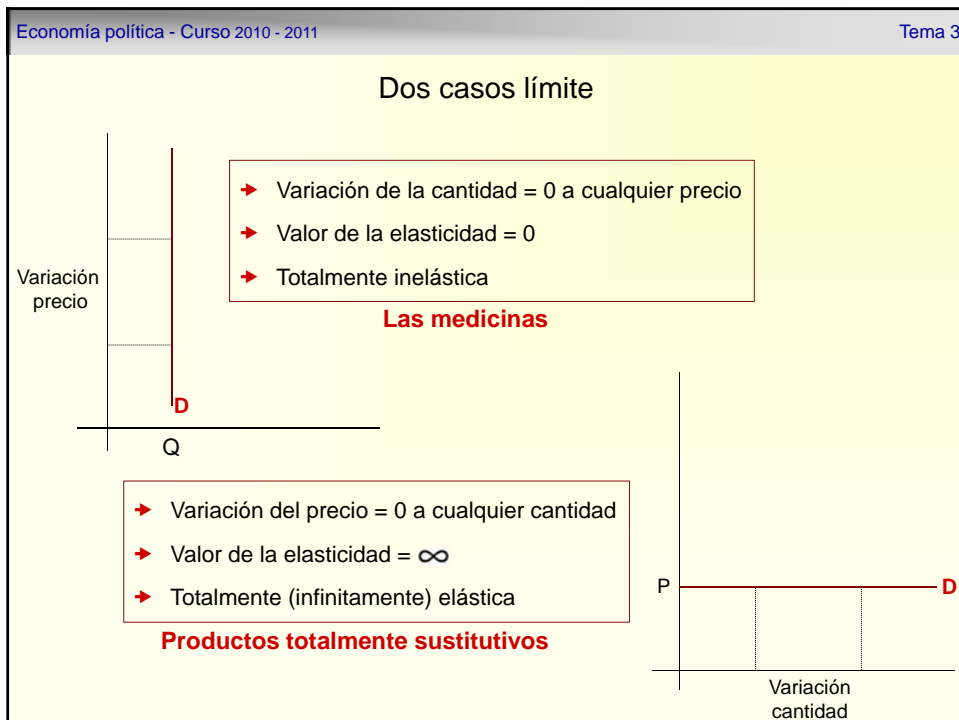 Economía política - Curso 2010 - 2011
Tema 3
Dos casos límite
Variación de la cantidad = 0 a cualquier precio
Valor de la elasticidad = 0
Totalmente inelástica
Las medicinas
Variación
precio
D
Q
Variación del precio = 0 a cualquier cantidad
Valor de la elasticidad = ∞
Totalmente (infinitamente) elástica
Productos totalmente sustitutivos
P
D
Variación
cantidad